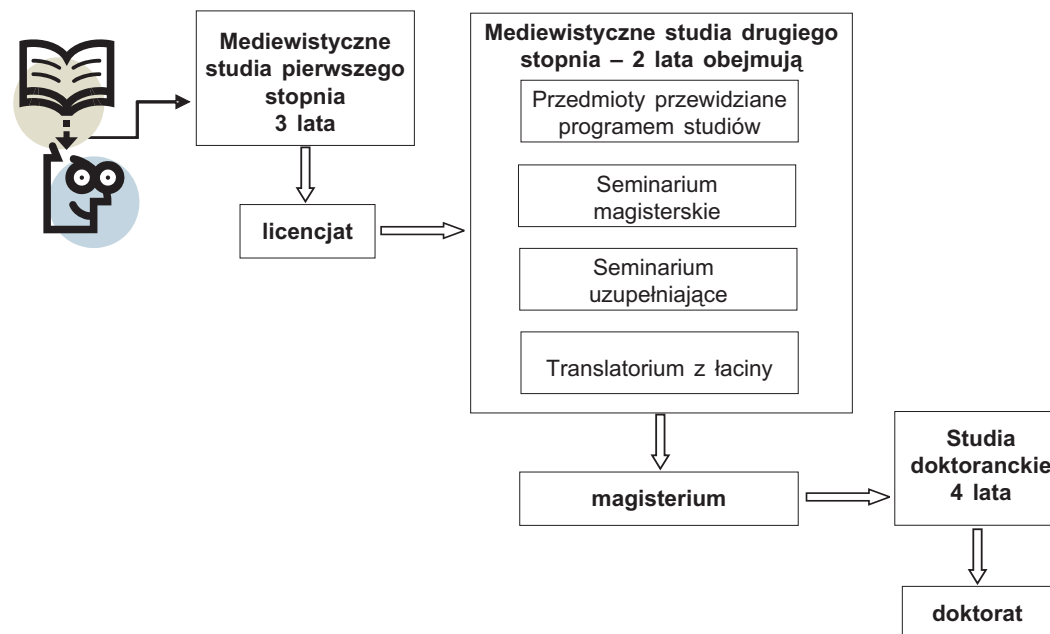 Mediewistyczne
studia pierwszego
stopnia
3 lata
licencjat
Mediewistyczne studia drugiego
stopnia – 2 lata obejmują
Przedmioty przewidziane
programem studiów
Seminarium
magisterskie
Seminarium
uzupełniające
Translatorium z łaciny
magisterium
Studia
doktoranckie
4 lata
doktorat